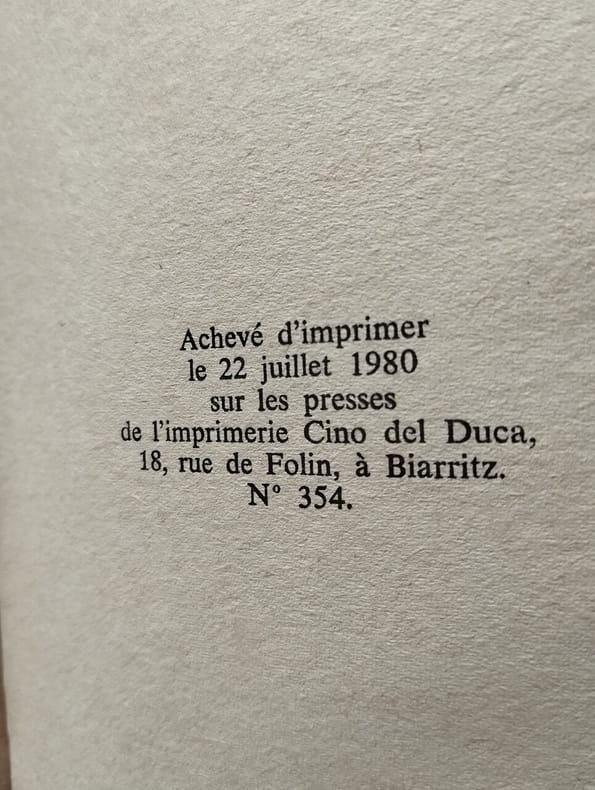 Achevé d'imprimer
le 22 juillet 1980
sur les presses
de l'imprimerie Cino del Duca,
18, rue de Folin, à Biarritz.
N° 354.